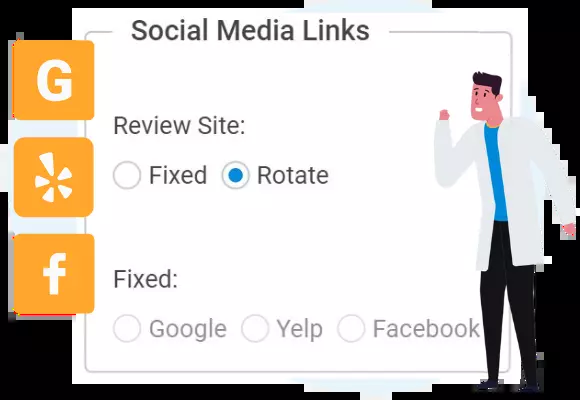 Social Media Links
G
Review Site:
Fixed Rotate
f
Fixed:
Google Yelp Facebook